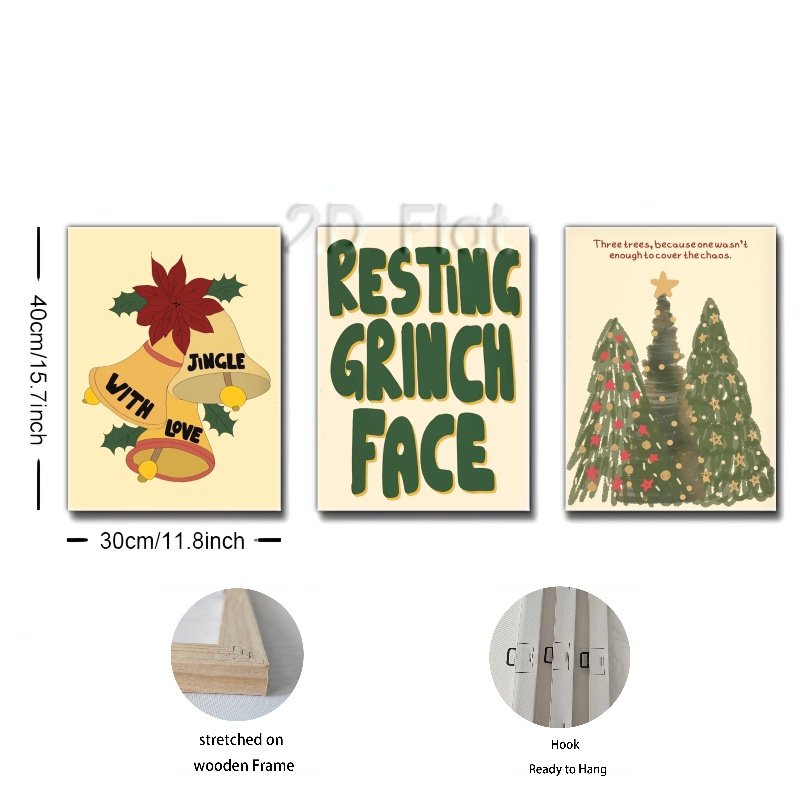 2D Flat
40cm/15.7inch
JINGLE
WITH
LOVE
RESTING
GRINCH
FACE
Three trees, because one wasn't
enough to cover the chaos.
30cm/11.8inch
stretched on
wooden Frame
Hook
Ready to Hang